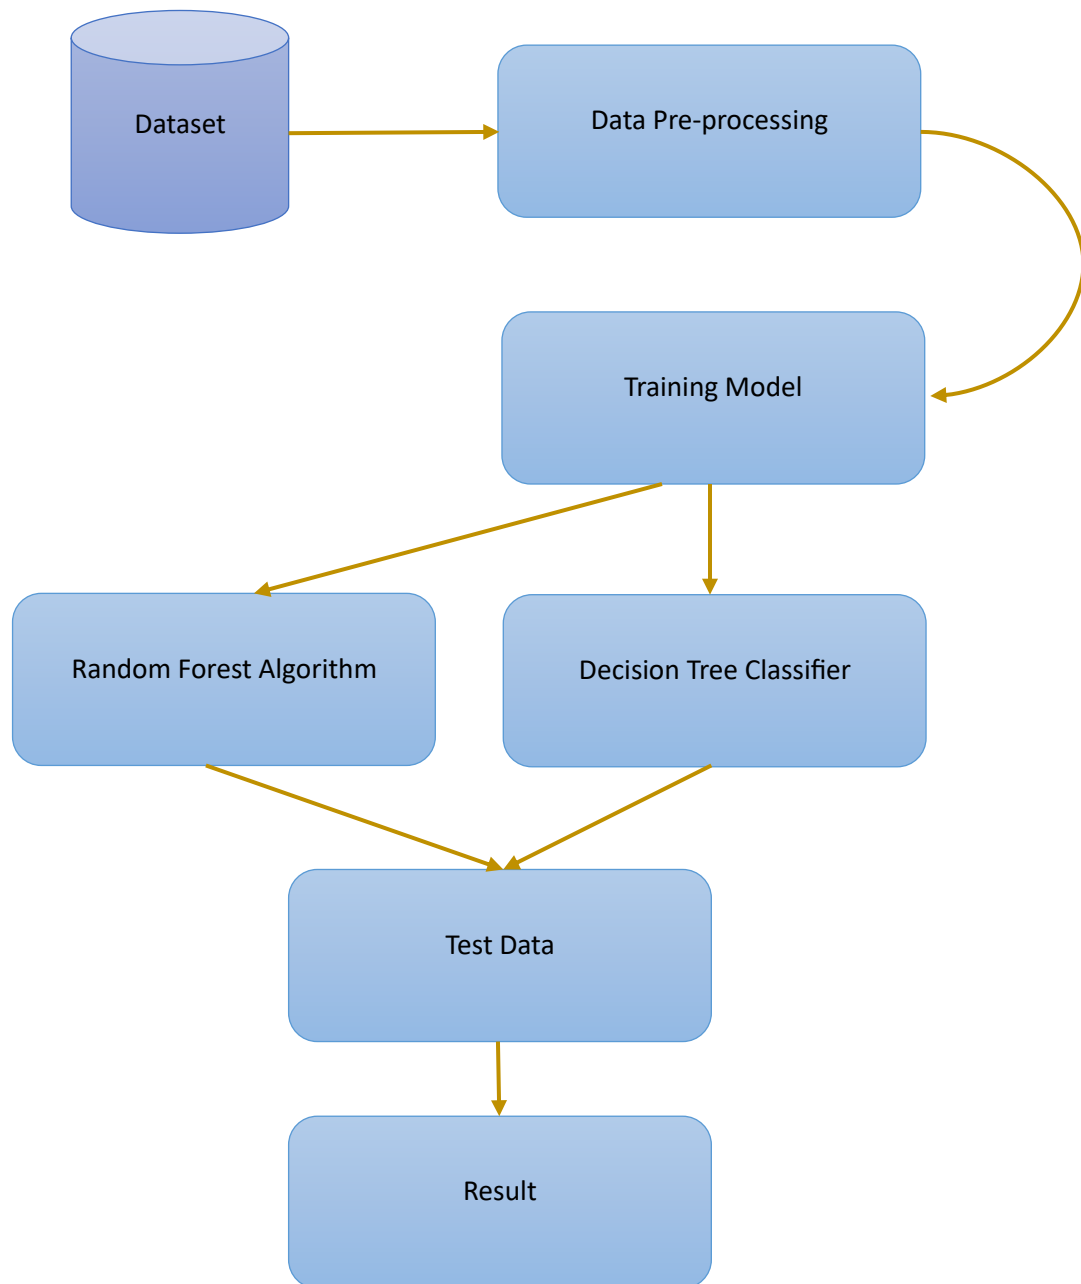 Dataset
Data Pre-processing
Training Model
Random Forest Algorithm
Decision Tree Classifier
Test Data
Result